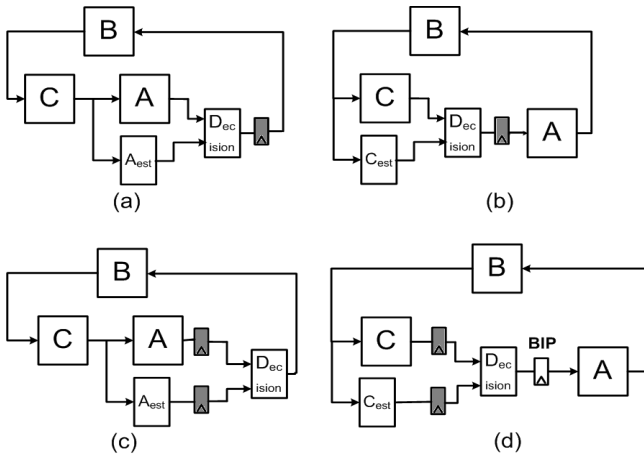 B
C
A
Dec
ision
Aest
(a)
B
C
Dec
ision
A
Cest
(b)
B
C
A
Dec
ision
Aest
(c)
B
C
BIP
Dec
ision
A
Cest
(d)